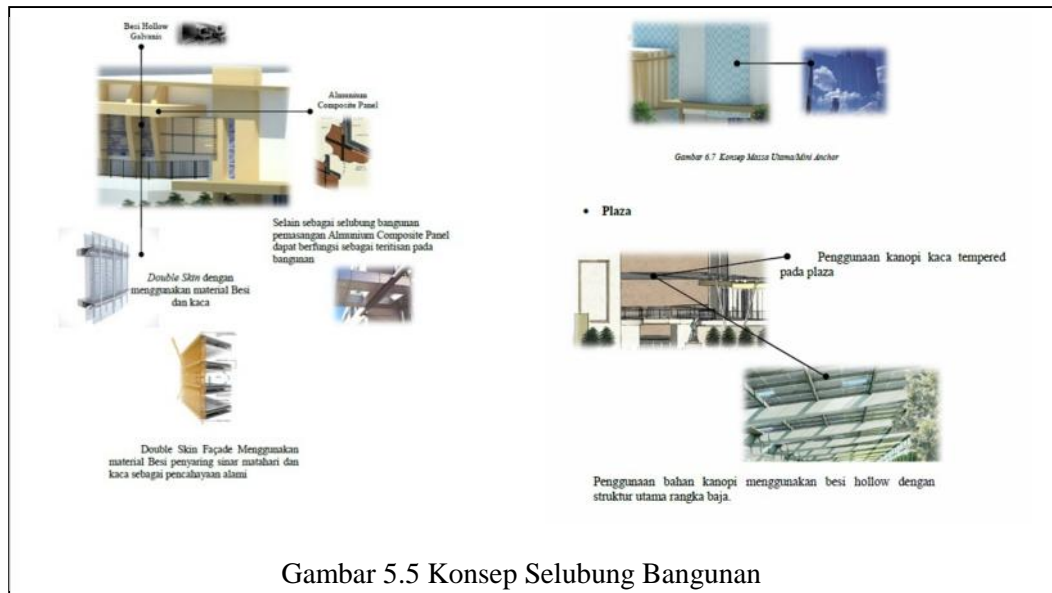 Besi Hollow
Galvanis
Almunium
Composite Panel
Selain sebagai selubung bangunan
pemasangan Almunium Composite Panel
dapat berfungsi sebagai teritisan pada
bangunan
Double Skin dengan
menggunakan material Besi
dan kaca
Double Skin Façade Menggunakan
material Besi penyaring sinar matahari dan
kaca sebagai pencahayaan alami
Gambar 6.7 Konsep Massa Utama/Mini Anchor
• Plaza
Penggunaan kanopi kaca tempered
pada plaza
Penggunaan bahan kanopi menggunakan besi hollow dengan
struktur utama rangka baja.
Gambar 5.5 Konsep Selubung Bangunan